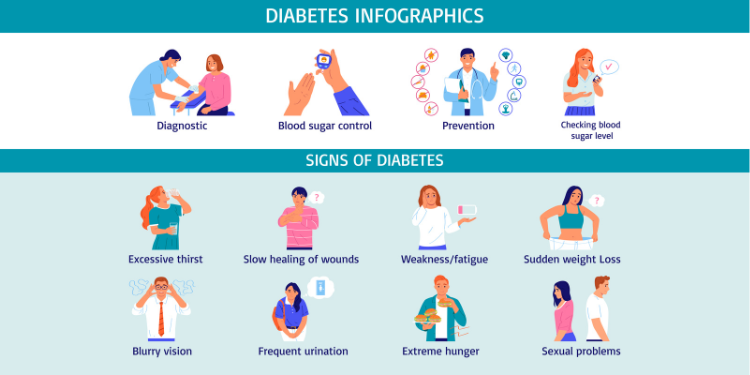 DIABETES INFOGRAPHICS
Diagnostic
Blood sugar control
Prevention
Checking blood
sugar level
SIGNS OF DIABETES
?
?
Excessive thirst
Slow healing of wounds
Weakness/fatigue
Sudden weight Loss
Blurry vision
Frequent urination
Extreme hunger
Sexual problems